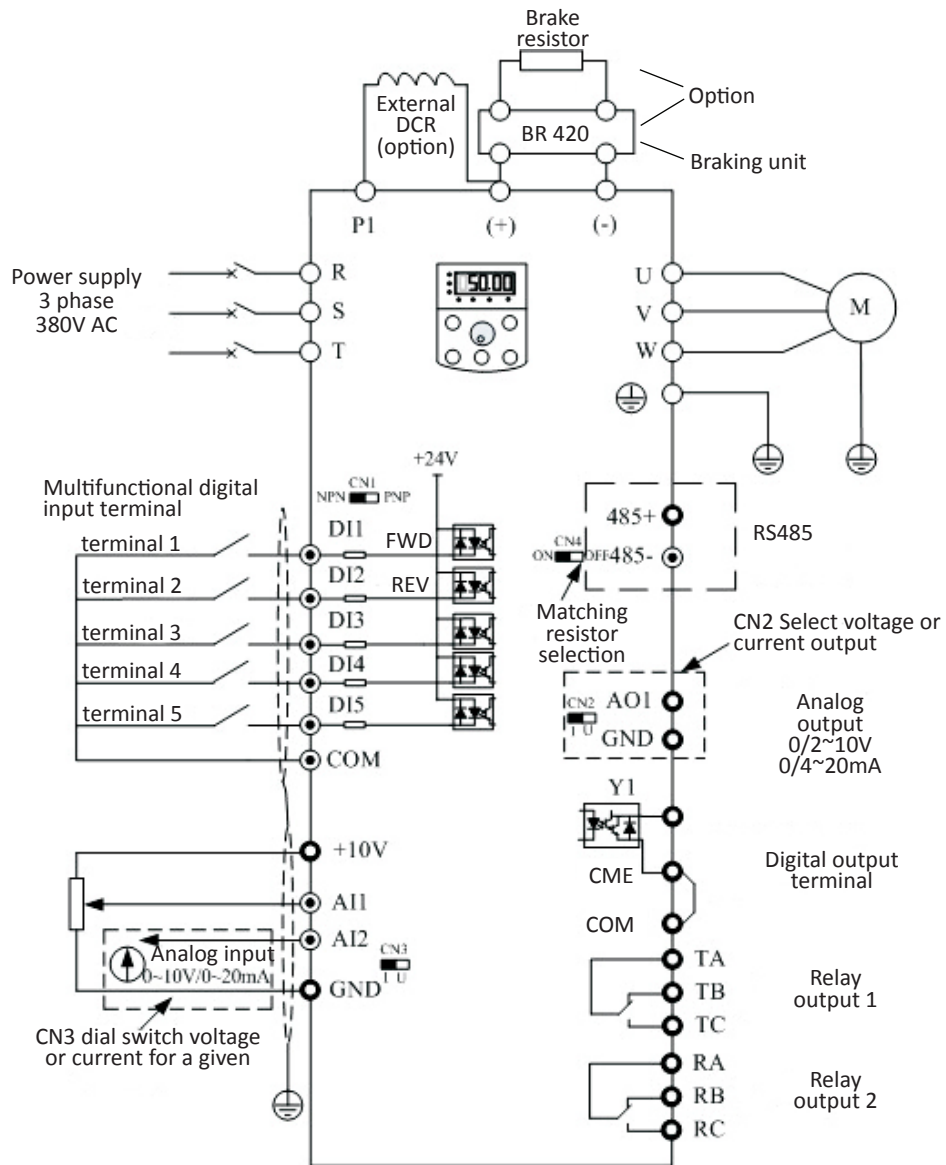 Brake
resistor
Option
External
DCR
(option)
BR 420
Braking unit
P1
(+)
(-)
Power supply
3 phase
380V AC
R
S
T
50.00
U
V
W
M
+24V
Multifunctional digital
input terminal
CN1
NPN
PNP
terminal 1
DI1
FWD
terminal 2
DI2
REV
terminal 3
DI3
terminal 4
DI4
terminal 5
DI5
COM
485+
RS485
CN4
ON
OFF
485-
Matching
resistor
selection
CN2 Select voltage or
current output
CN2
I U
AO1
GND
Analog
output
0/2~10V
0/4~20mA
Y1
CME
COM
Digital output
terminal
+10V
AI1
AI2
Analog input
0~10V/0~20mA
CN3
I U
GND
CN3 dial switch voltage
or current for a given
TA
TB
TC
Relay
output 1
RA
RB
RC
Relay
output 2